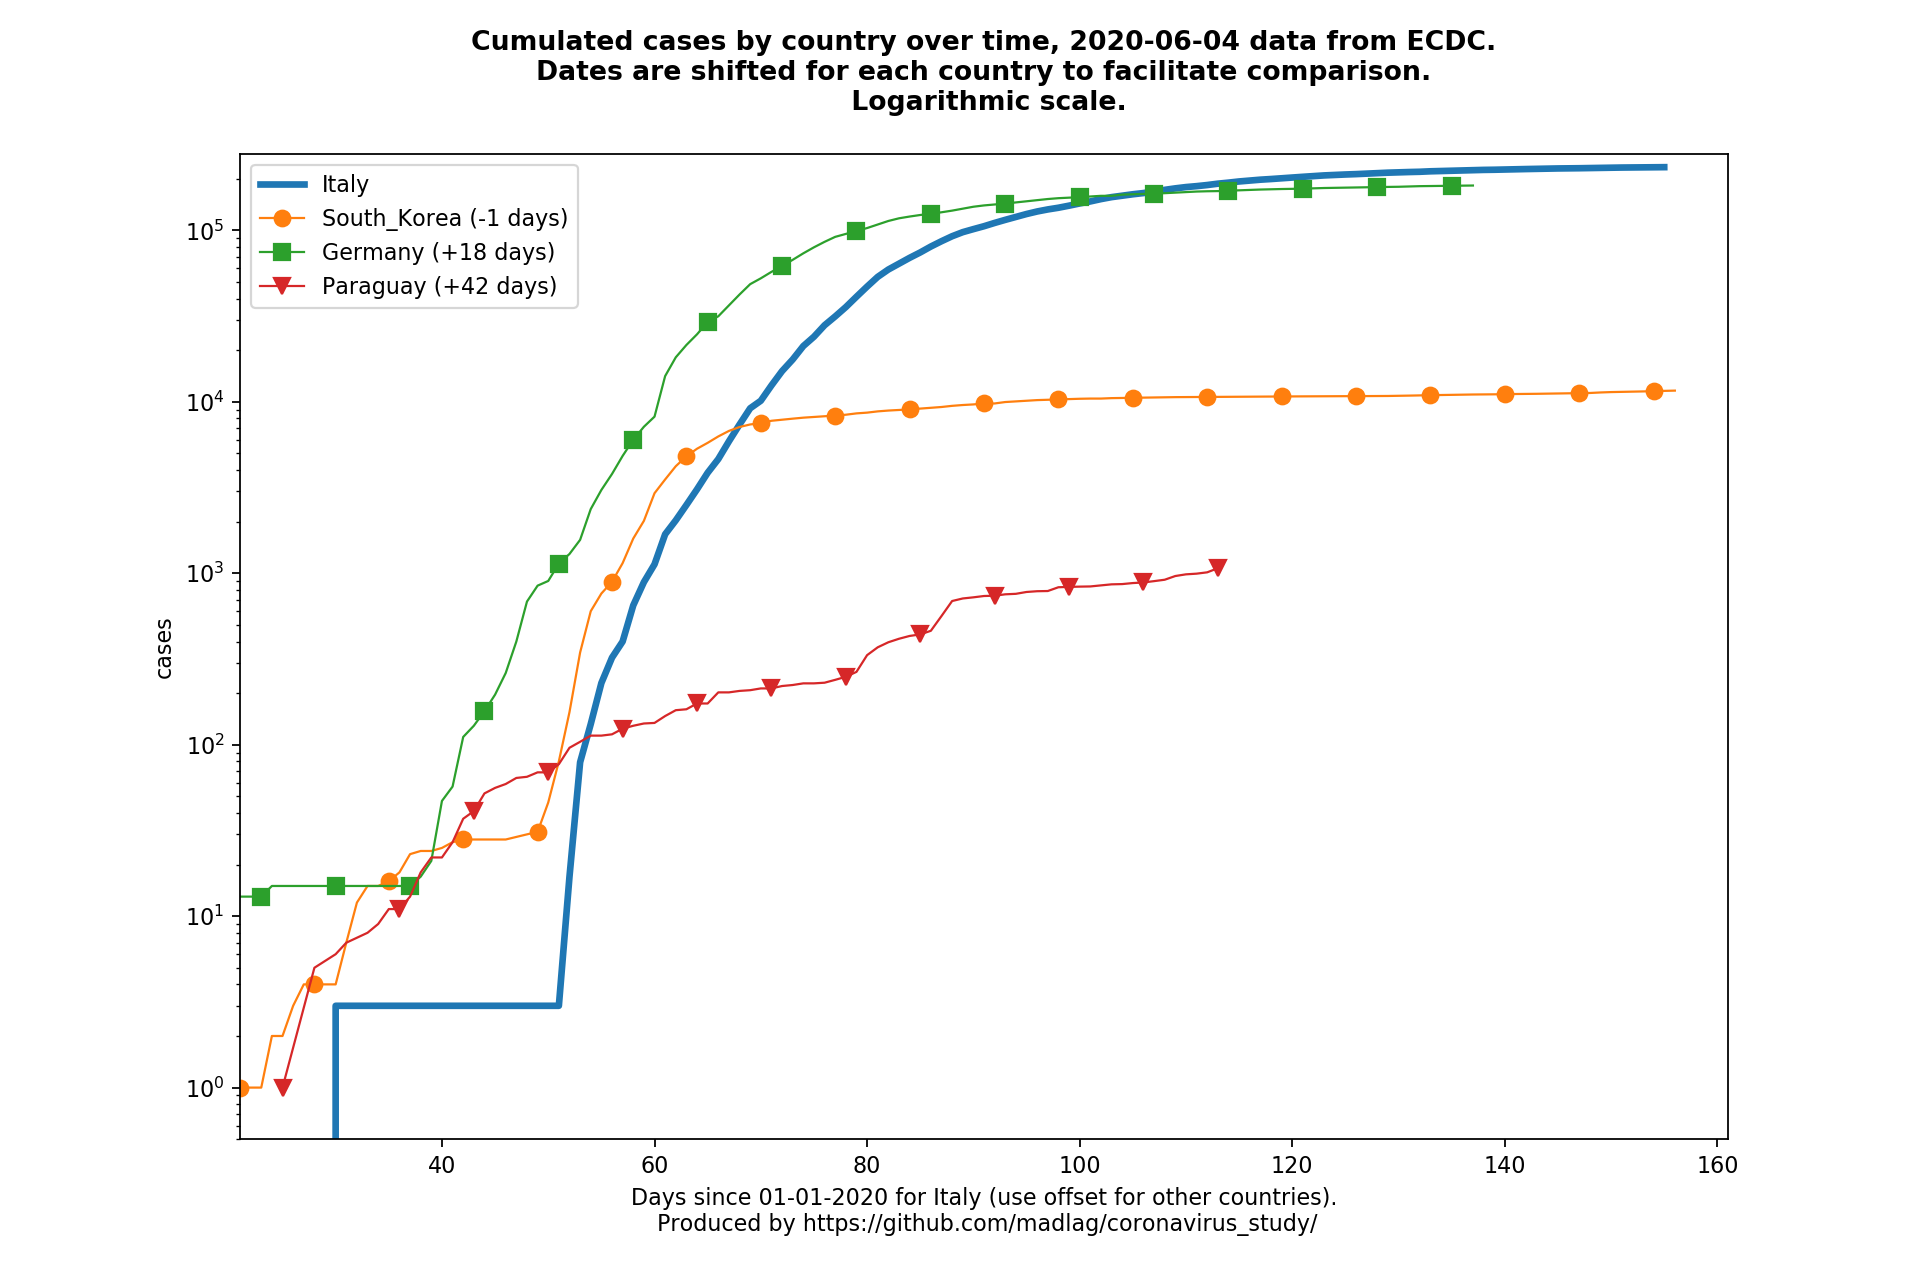 Cumulated cases by country over time, 2020-06-04 data from ECDC.
Dates are shifted for each country to facilitate comparison.
Logarithmic scale.
Italy
South_Korea (-1 days)
Germany (+18 days)
Paraguay (+42 days)
10^5
10^4
10^3
10^2
10^1
10^0
cases
40 60 80 100 120 140 160
Days since 01-01-2020 for Italy (use offset for other countries).
Produced by https://github.com/madlag/coronavirus_study/